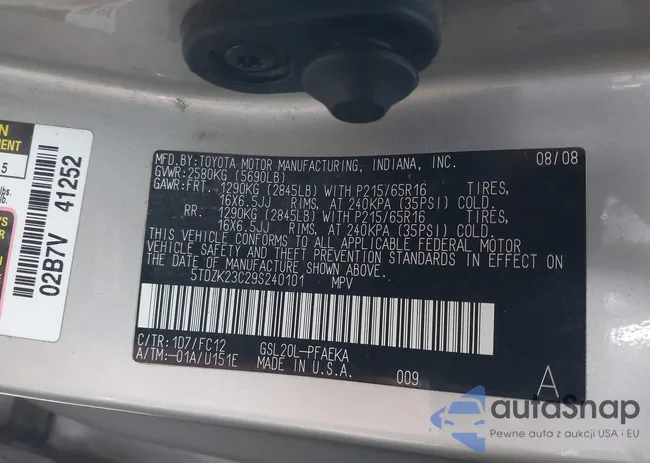 MFD.BY:TOYOTA MOTOR MANUFACTURING, INDIANA, INC. 08/08
GVWR:2580KG (5690LB)
GAWR:FRT. 1290KG (2845LB) WITH P215/65R16 TIRES,
16X6.5JJ RIMS, AT 240KPA (35PSI) COLD.
RR. 1290KG (2845LB) WITH P215/65R16 TIRES,
16X6.5JJ RIMS, AT 240KPA (35PSI) COLD.
THIS VEHICLE CONFORMS TO ALL APPLICABLE FEDERAL MOTOR
VEHICLE SAFETY AND THEFT PREVENTION STANDARDS IN EFFECT ON
THE DATE OF MANUFACTURE SHOWN ABOVE.
5TDZK23C29S240101 MPV
C/TR:1D7/FC12 GSL20L-PFAEKA
A/TM:-01A/U151E MADE IN U.S.A. 009 A
02B7V 41252
5
lbs.
autoSnap
Pewne auta z aukcji USA i EU